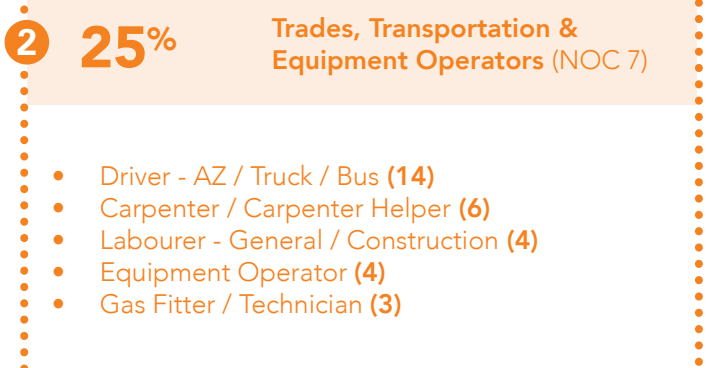 2
25%
Trades, Transportation &
Equipment Operators (NOC 7)
• Driver - AZ / Truck / Bus (14)
• Carpenter / Carpenter Helper (6)
• Labourer - General / Construction (4)
• Equipment Operator (4)
• Gas Fitter / Technician (3)